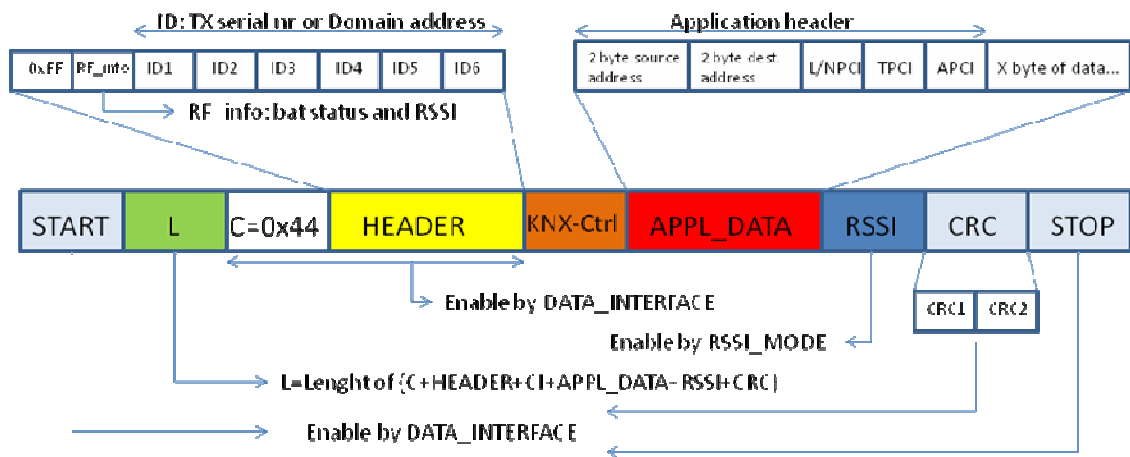 ID: TX serial nr or Domain address
Application header
0xFF RF_info ID1 ID2 ID3 ID4 ID5 ID6
2 byte source address
2 byte dest. address
L/NPCI TPCI APCI X byte of data...
RF_info: bat status and RSSI
START L C=0x44 HEADER KNX-Ctrl APPL_DATA RSSI CRC STOP
CRC1 CRC2
Enable by DATA_INTERFACE
Enable by RSSI_MODE
L=Lenght of (C+HEADER+CI+APPL_DATA-RSSI+CRC)
Enable by DATA_INTERFACE